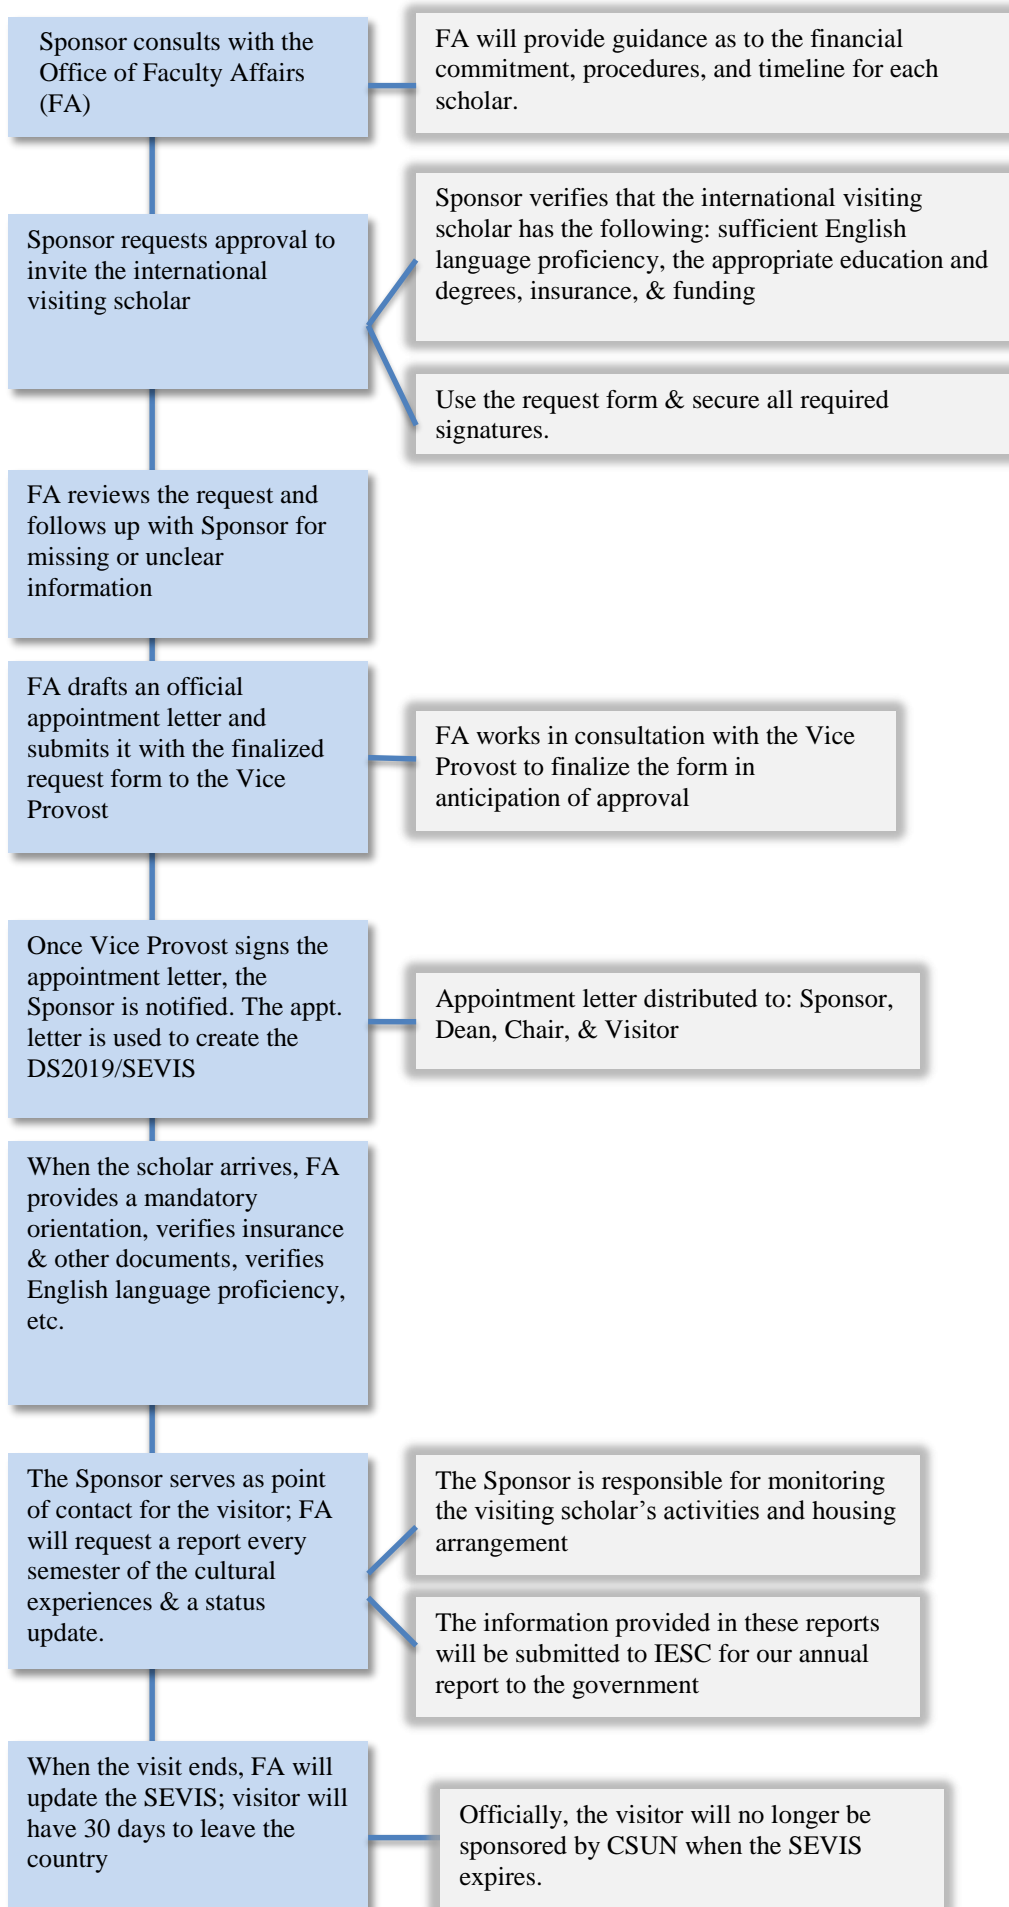 Sponsor consults with the
Office of Faculty Affairs
(FA)
FA will provide guidance as to the financial
commitment, procedures, and timeline for each
scholar.
Sponsor requests approval to
invite the international
visiting scholar
Sponsor verifies that the international visiting
scholar has the following: sufficient English
language proficiency, the appropriate education and
degrees, insurance, & funding
Use the request form & secure all required
signatures.
FA reviews the request and
follows up with Sponsor for
missing or unclear
information
FA drafts an official
appointment letter and
submits it with the finalized
request form to the Vice
Provost
FA works in consultation with the Vice
Provost to finalize the form in
anticipation of approval
Once Vice Provost signs the
appointment letter, the
Sponsor is notified. The appt.
letter is used to create the
DS2019/SEVIS
Appointment letter distributed to: Sponsor,
Dean, Chair, & Visitor
When the scholar arrives, FA
provides a mandatory
orientation, verifies insurance
& other documents, verifies
English language proficiency,
etc.
The Sponsor serves as point
of contact for the visitor; FA
will request a report every
semester of the cultural
experiences & a status
update.
The Sponsor is responsible for monitoring
the visiting scholar’s activities and housing
arrangement
The information provided in these reports
will be submitted to IESC for our annual
report to the government
When the visit ends, FA will
update the SEVIS; visitor will
have 30 days to leave the
country
Officially, the visitor will no longer be
sponsored by CSUN when the SEVIS
expires.